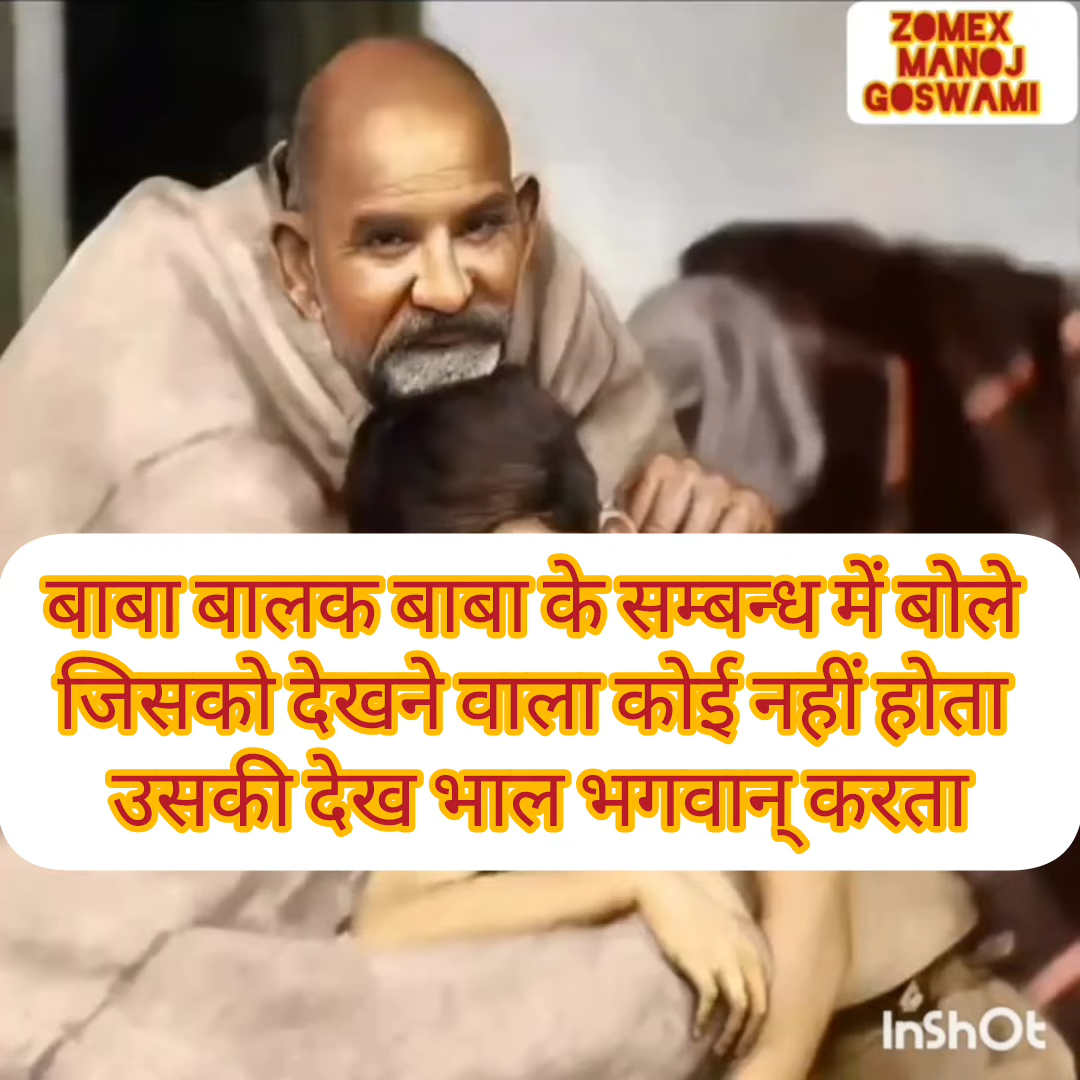 ZOMEX
MANOJ
GOSWAMI
बाबा बालक बाबा के सम्बन्ध में बोले
जिसको देखने वाला कोई नहीं होता
उसकी देख भाल भगवान् करता
InShOt